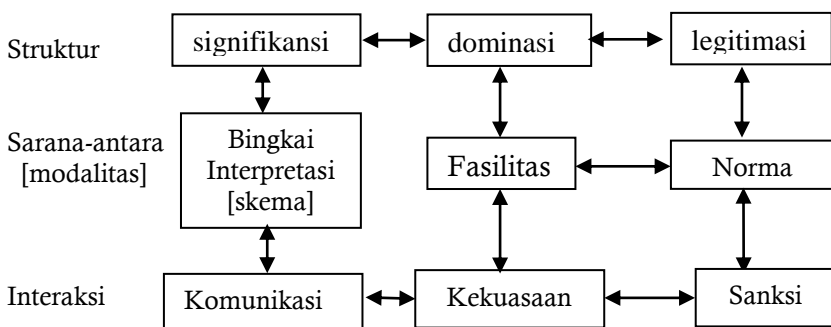 Struktur
signifikansi
dominasi
legitimasi
Sarana-antara
[modalitas]
Bingkai
Interpretasi
[skema]
Fasilitas
Norma
Interaksi
Komunikasi
Kekuasaan
Sanksi